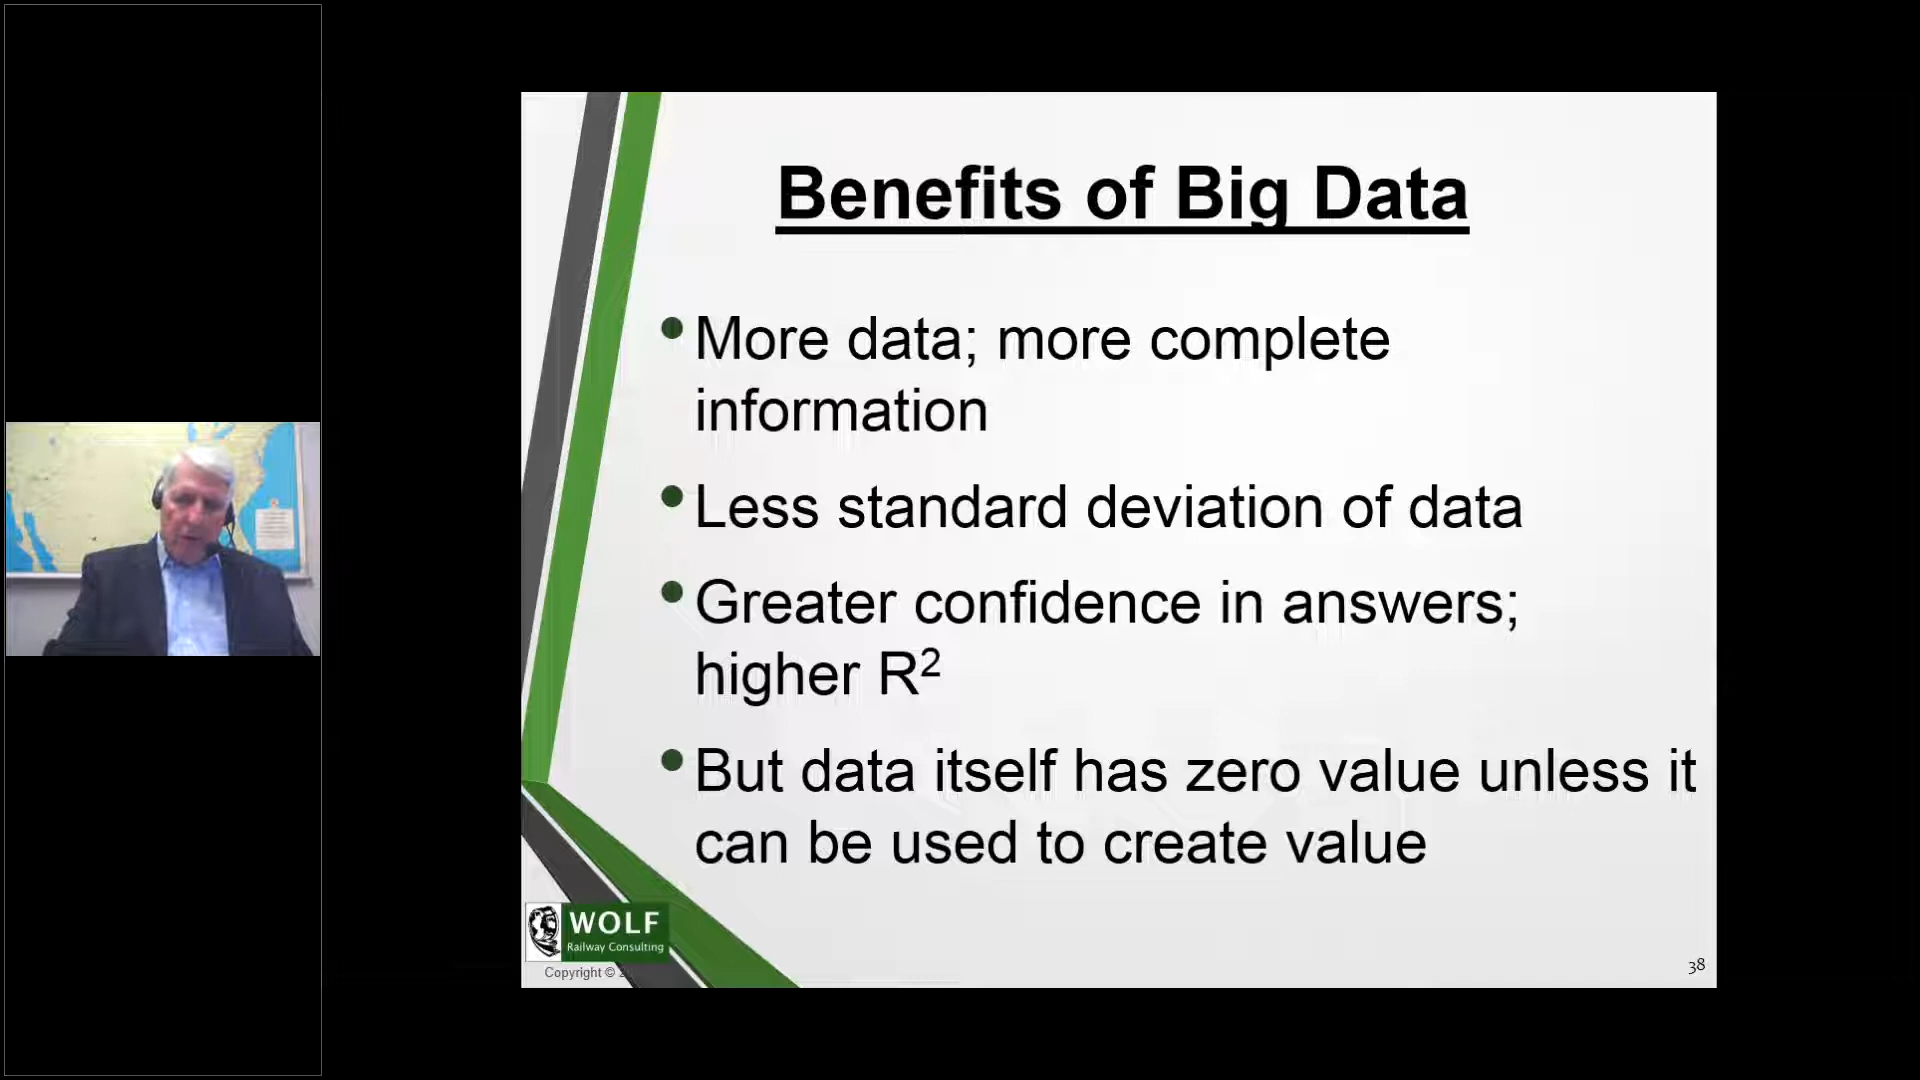 Benefits of Big Data
•More data; more complete
information
•Less standard deviation of data
•Greater confidence in answers;
higher R²
•But data itself has zero value unless it
can be used to create value
WOLF
Railway Consulting
Copyright ©
38